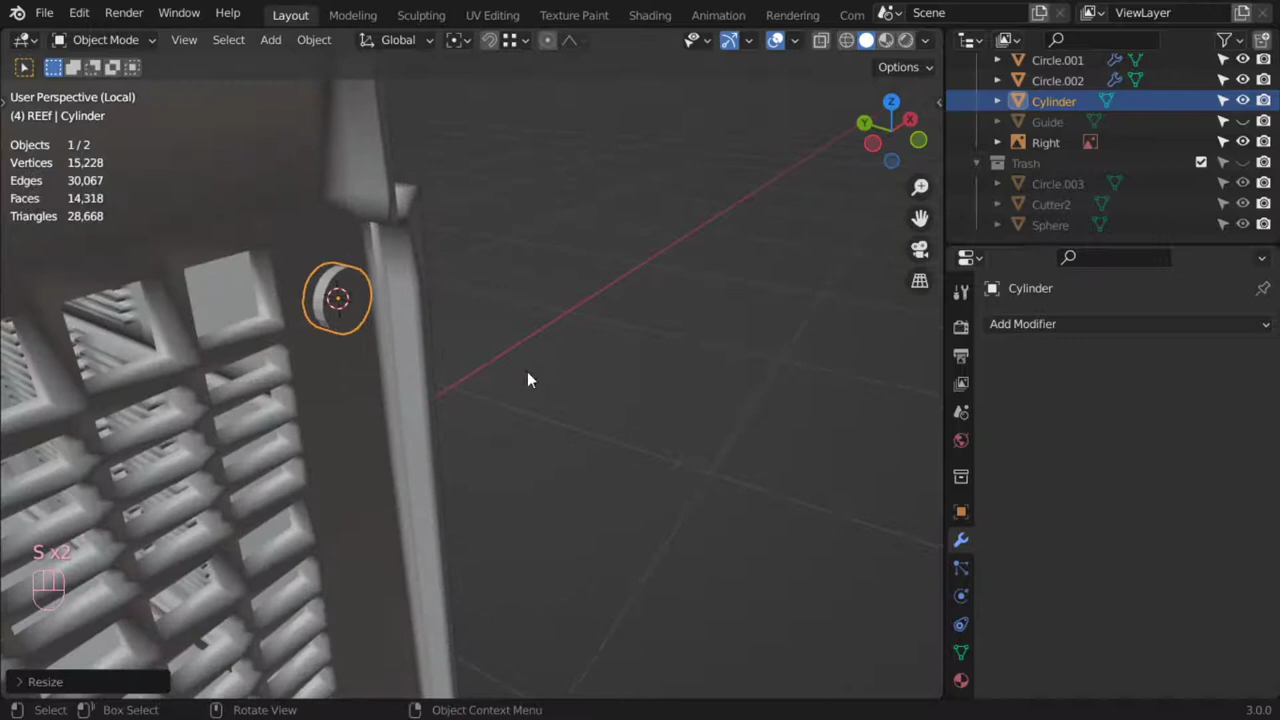 File Edit Render Window Help Layout Modeling Sculpting UV Editing Texture Paint Shading Animation Rendering Com Scene ViewLayer
Object Mode View Select Add Object Global
Options
User Perspective (Local)
(4) REEf | Cylinder
Objects 1 / 2
Vertices 15,228
Edges 30,067
Faces 14,318
Triangles 28,668
Z
Y
X
S x2
Resize
Circle.001
Circle.002
Cylinder
Guide
Right
Trash
Circle.003
Cutter2
Sphere
Cylinder
Add Modifier
Select Box Select Rotate View Object Context Menu 3.0.0